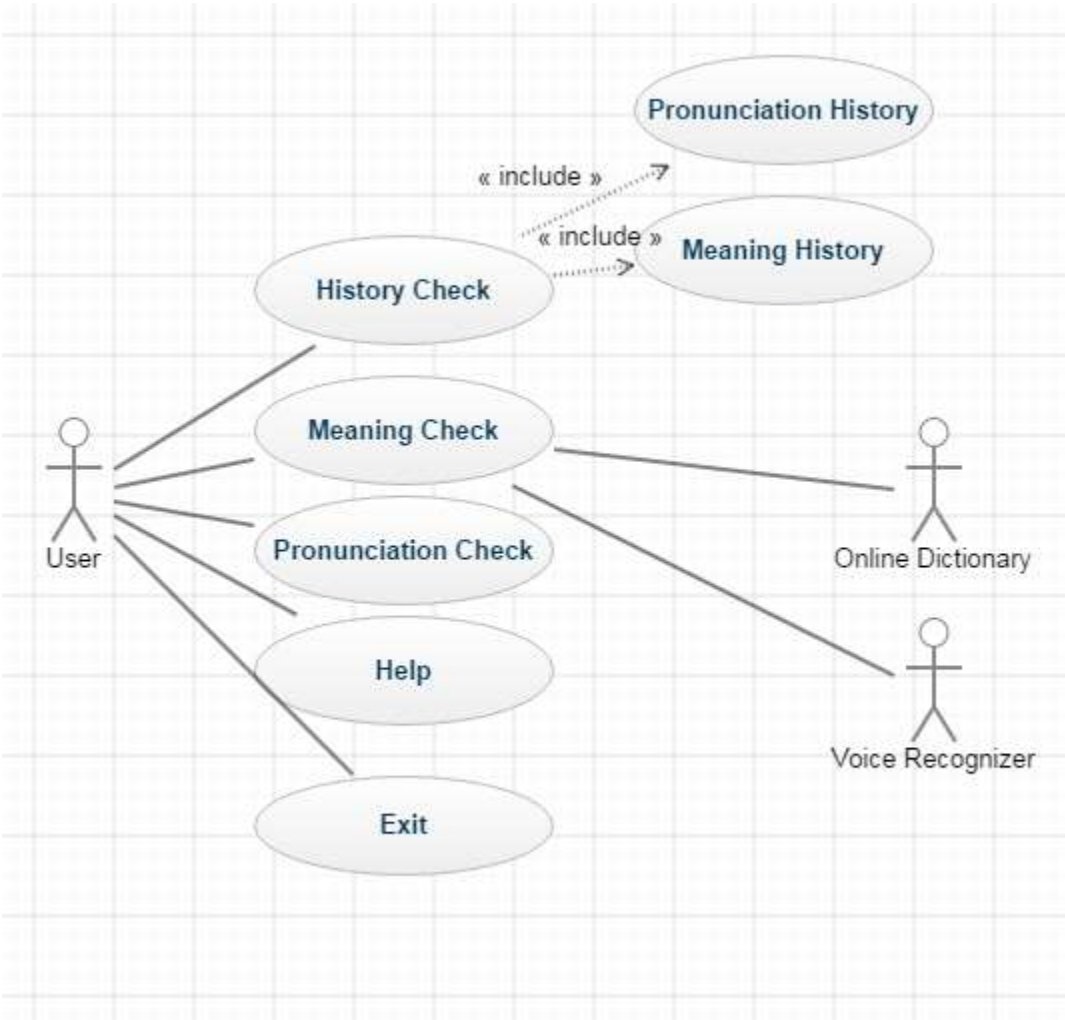 Pronunciation History
« include »
« include »
Meaning History
History Check
Meaning Check
Pronunciation Check
User
Online Dictionary
Help
Voice Recognizer
Exit